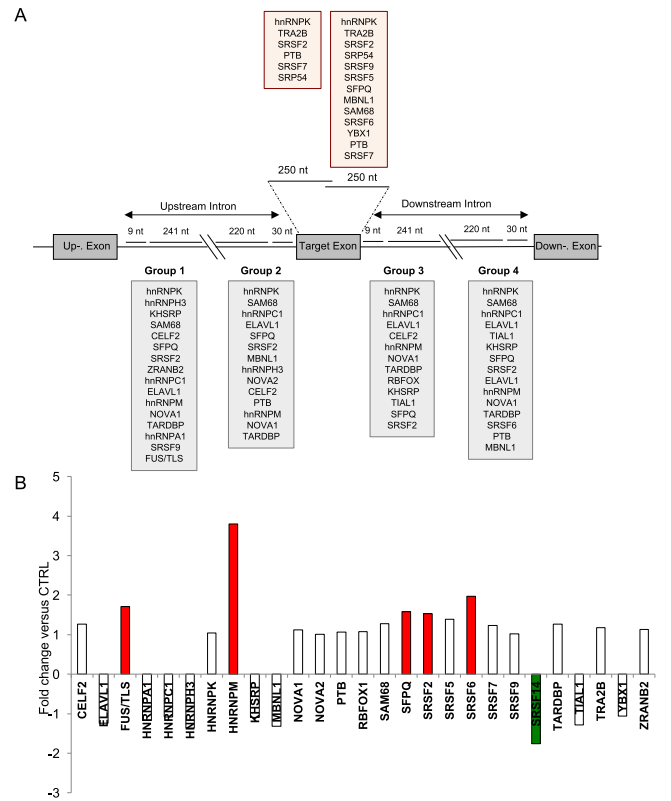 A
hnRNPK
TRA2B
SRSF2
PTB
SRSF7
SRP54
hnRNPK
TRA2B
SRSF2
SRP54
SRSF9
SRSF5
SFPQ
MBNL1
SAM68
SRSF6
YBX1
PTB
SRSF7
250 nt
250 nt
Upstream Intron
Downstream Intron
9 nt 241 nt 220 nt 30 nt 9 nt 241 nt 220 nt 30 nt
Up-. Exon Target Exon Down-. Exon
Group 1 Group 2 Group 3 Group 4
hnRNPK
hnRNPH3
KHSRP
SAM68
CELF2
SFPQ
SRSF2
ZRANB2
hnRNPC1
ELAVL1
hnRNPM
NOVA1
TARDBP
hnRNPA1
SRSF9
FUS/TLS
hnRNPK
SAM68
hnRNPC1
ELAVL1
SFPQ
SRSF2
MBNL1
hnRNPH3
NOVA2
CELF2
PTB
hnRNPM
NOVA1
TARDBP
hnRNPK
SAM68
hnRNPC1
ELAVL1
CELF2
hnRNPM
NOVA1
TARDBP
RBFOX
KHSRP
TIAL1
SFPQ
SRSF2
hnRNPK
SAM68
hnRNPC1
ELAVL1
TIAL1
KHSRP
SFPQ
SRSF2
ELAVL1
hnRNPM
NOVA1
TARDBP
SRSF6
PTB
MBNL1
B
Fold change versus CTRL
5
4
3
2
1
0
-1
-2
-3
CELF2
ELAVL1
FUS/TLS
HNRNPA1
HNRNPC1
HNRNPH3
HNRNPK
HNRNPM
KHSRP
MBNL1
NOVA1
NOVA2
PTB
RBFOX1
SAM68
SFPQ
SRSF2
SRSF5
SRSF6
SRSF7
SRSF9
SRSF14
TARDBP
TIAL1
TRA2B
YBX1
ZRANB2